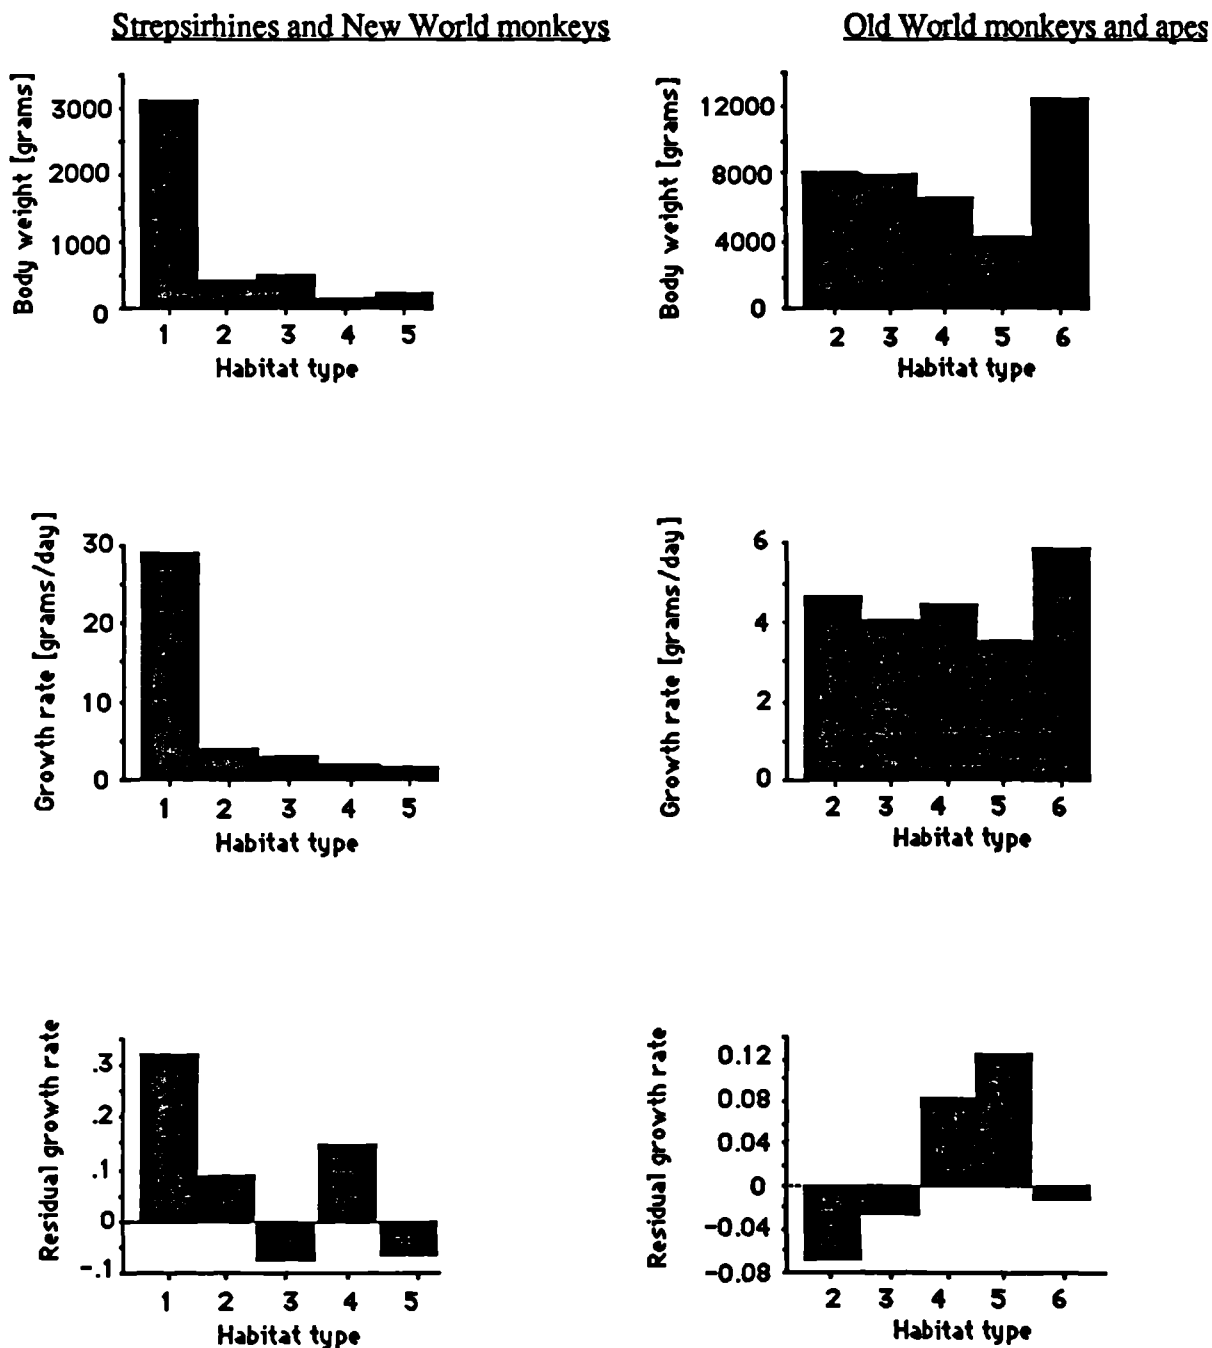 Strepsirhines and New World monkeys
Old World monkeys and apes
Body weight [grams]
3000
2000
1000
0
1 2 3 4 5
Habitat type
Body weight [grams]
12000
8000
4000
0
2 3 4 5 6
Habitat type
Growth rate [grams/day]
30
20
10
0
1 2 3 4 5
Habitat type
Growth rate [grams/day]
6
4
2
0
2 3 4 5 6
Habitat type
Residual growth rate
.3
.2
.1
0
-.1
1 2 3 4 5
Habitat type
Residual growth rate
0.12
0.08
0.04
0
-0.04
-0.08
2 3 4 5 6
Habitat type